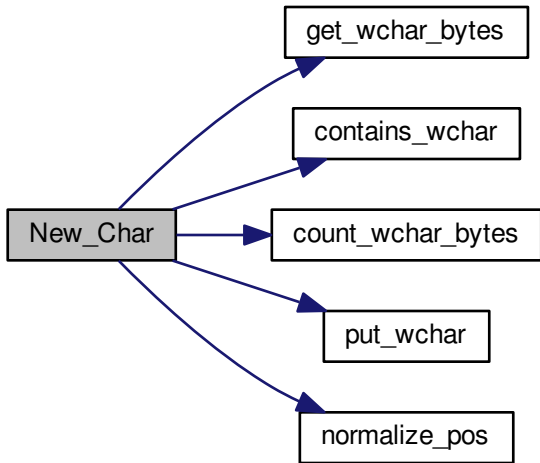 get_wchar_bytes
contains_wchar
New_Char
count_wchar_bytes
put_wchar
normalize_pos